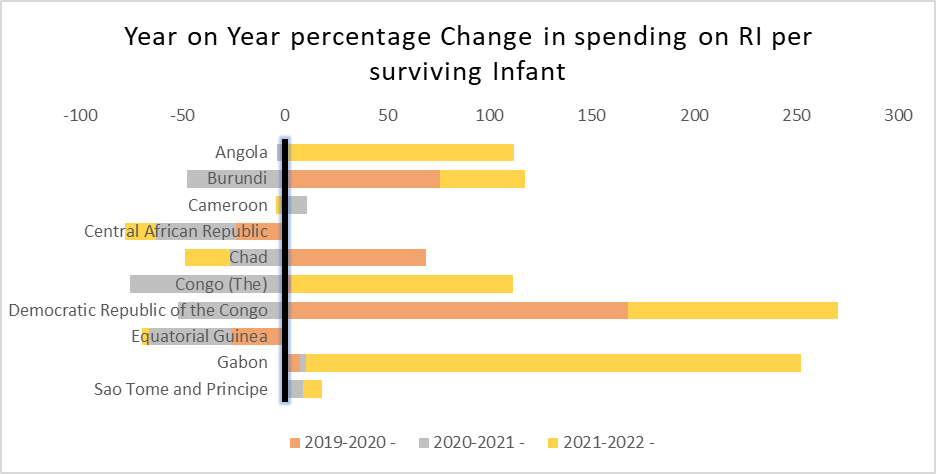 Year on Year percentage Change in spending on RI per
surviving Infant
-100 -50 0 50 100 150 200 250 300
Angola
Burundi
Cameroon
Central African Republic
Chad
Congo (The)
Democratic Republic of the Congo
Equatorial Guinea
Gabon
Sao Tome and Principe
2019-2020 - 2020-2021 - 2021-2022 -